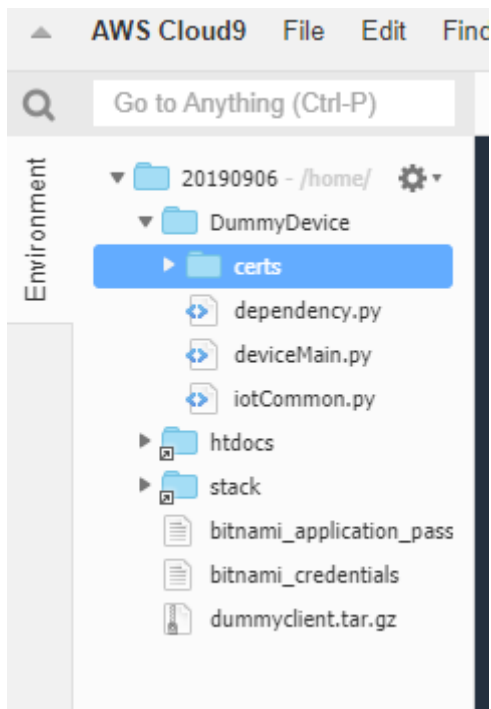 AWS Cloud9 File Edit Find
Go to Anything (Ctrl-P)
Environment
20190906 - /home/
DummyDevice
certs
dependency.py
deviceMain.py
iotCommon.py
htdocs
stack
bitnami_application_pass
bitnami_credentials
dummyclient.tar.gz